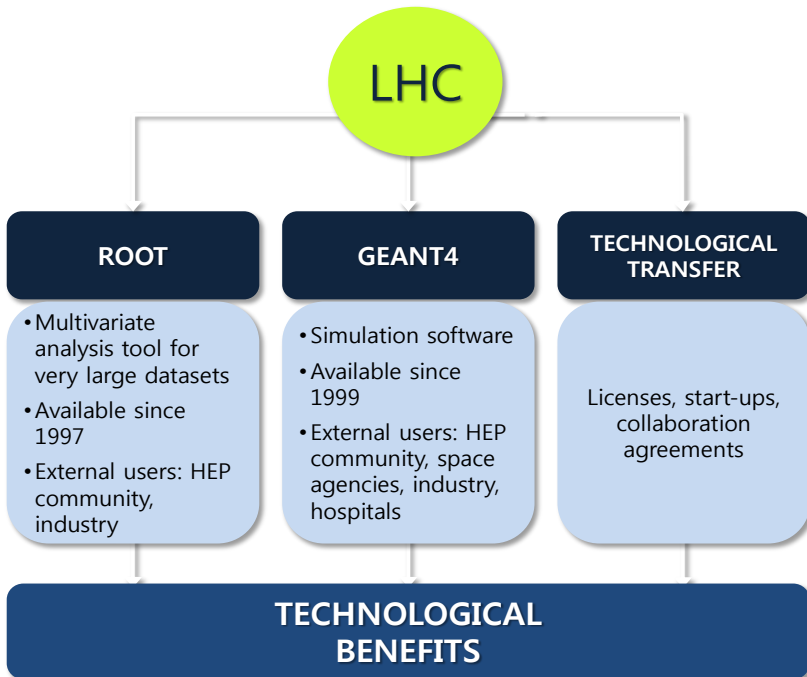 LHC
ROOT
GEANT4
TECHNOLOGICAL
TRANSFER
•Multivariate
analysis tool for
very large datasets
•Available since
1997
•External users: HEP
community,
industry
•Simulation software
•Available since
1999
•External users: HEP
community, space
agencies, industry,
hospitals
Licenses, start-ups,
collaboration
agreements
TECHNOLOGICAL
BENEFITS